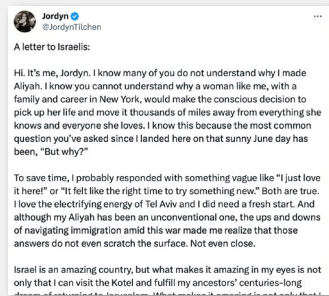 Jordyn
@JordynTilchen
A letter to Israelis:
Hi. It's me, Jordyn. I know many of you do not understand why I made
Aliyah. I know you cannot understand why a woman like me, with a
family and career in New York, would make the conscious decision to
pick up her life and move it thousands of miles away from everything she
knows and everyone she loves. I know this because the most common
question you've asked since I landed here on that sunny June day has
been, "But why?"
To save time, I probably responded with something vague like "I just love
it here!" or "It felt like the right time to try something new." Both are true.
I love the electrifying energy of Tel Aviv and I did need a fresh start. And
although my Aliyah has been an unconventional one, the ups and downs
of navigating immigration amid this war made me realize that those
answers do not even scratch the surface. Not even close.
Israel is an amazing country, but what makes it amazing in my eyes is not
only that I can visit the Kotel and fulfill my ancestors' centuries-long